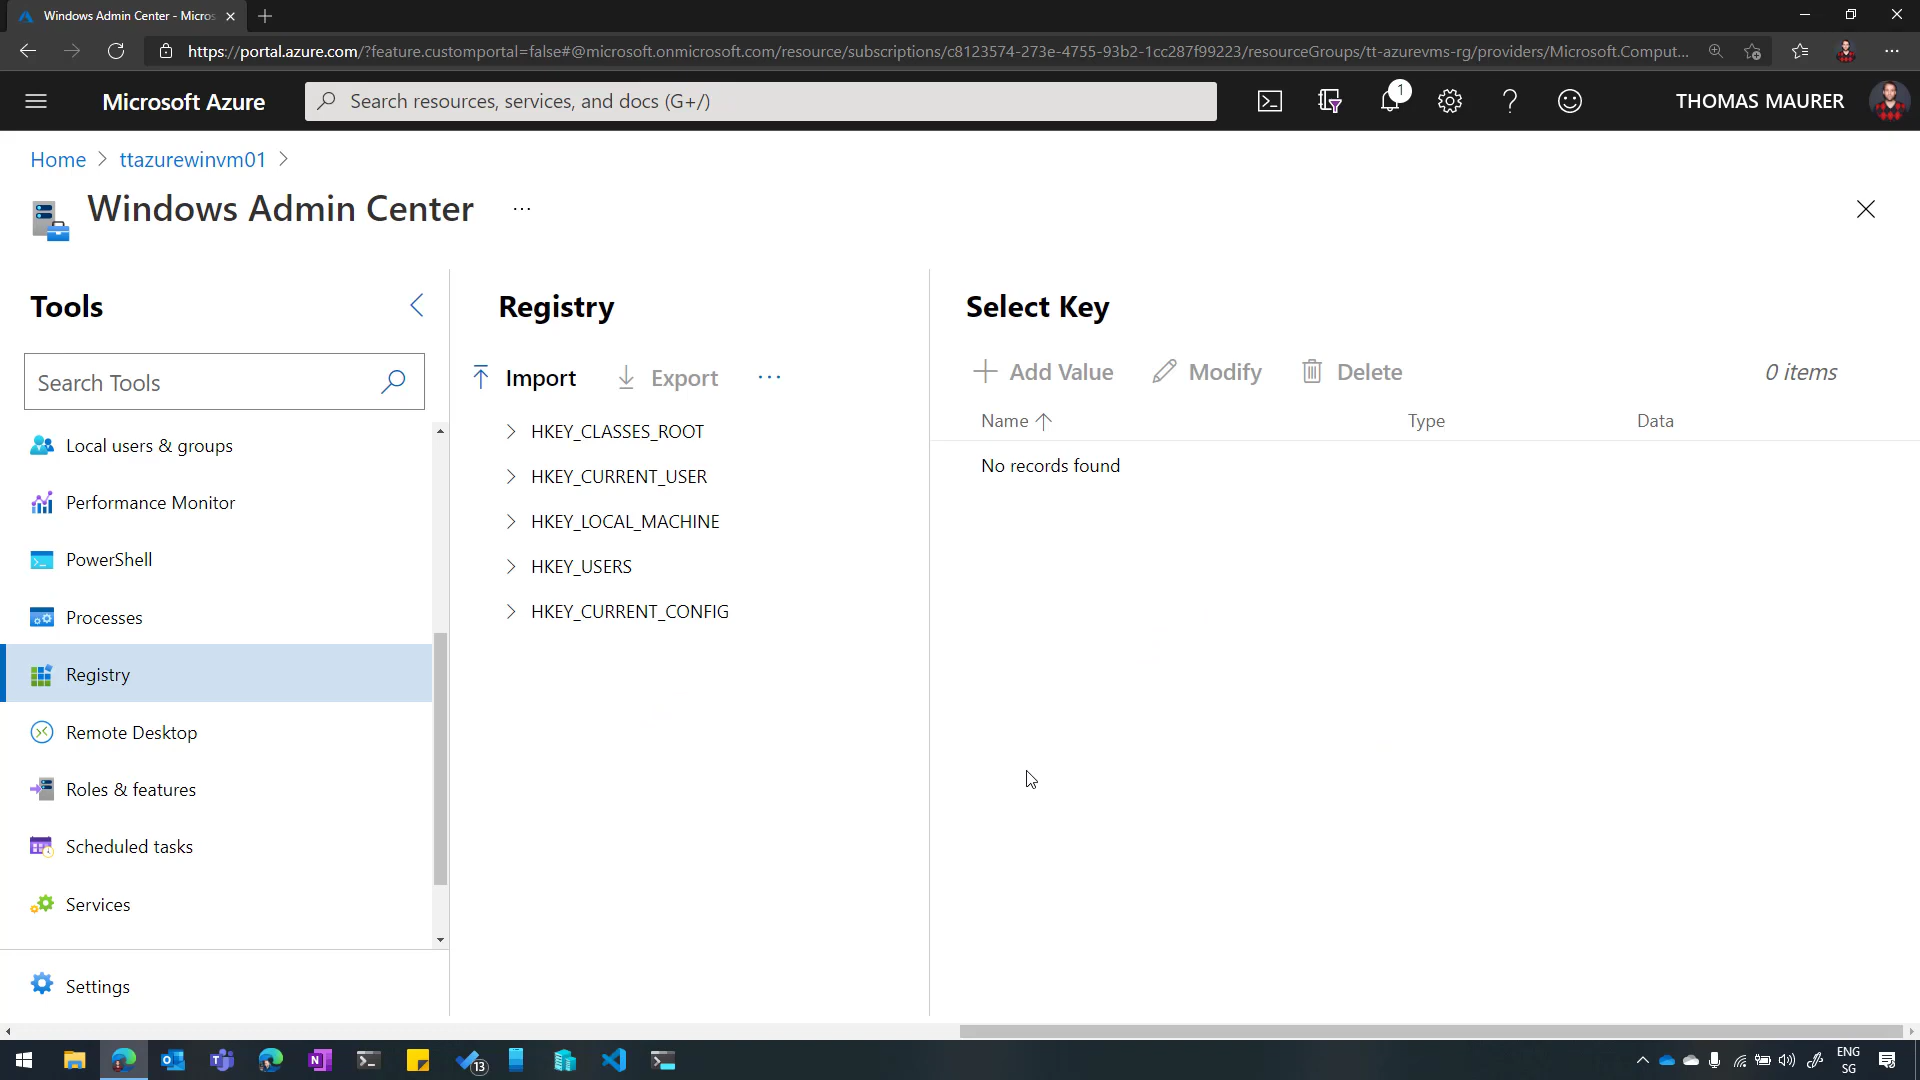 Windows Admin Center - Micros
https://portal.azure.com/?feature.customportal=false#@microsoft.onmicrosoft.com/resource/subscriptions/c8123574-273e-4755-93b2-1cc287f99223/resourceGroups/tt-azurevms-rg/providers/Microsoft.Comput...
Microsoft Azure
Search resources, services, and docs (G+/)
1
THOMAS MAURER
Home > ttazurewinvm01 >
Windows Admin Center ...
Tools
Search Tools
Local users & groups
Performance Monitor
PowerShell
Processes
Registry
Remote Desktop
Roles & features
Scheduled tasks
Services
Settings
Registry
Import Export ...
HKEY_CLASSES_ROOT
HKEY_CURRENT_USER
HKEY_LOCAL_MACHINE
HKEY_USERS
HKEY_CURRENT_CONFIG
Select Key
Add Value Modify Delete 0 items
Name Type Data
No records found
13
ENG
SG